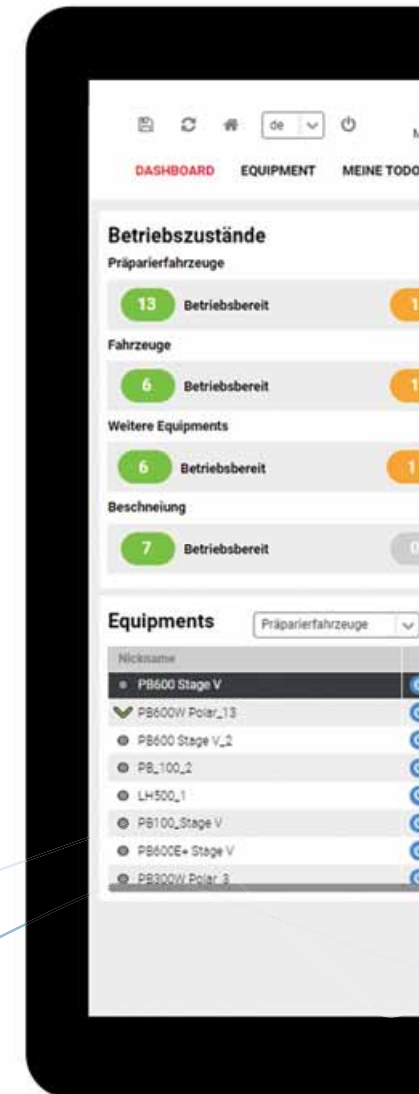 de
DASHBOARD EQUIPMENT MEINE TODO
Betriebszustände
Präparierfahrzeuge
13 Betriebsbereit 1
Fahrzeuge
6 Betriebsbereit 1
Weitere Equipments
6 Betriebsbereit 1
Beschneiung
7 Betriebsbereit 0
Equipments Präparierfahrzeuge
Nickname
PB600 Stage V
PB600W Polar_13
PB600 Stage V_2
PB_100_2
LH500_1
PB100_Stage V
PB600E+ Stage V
PB300W Polar_3